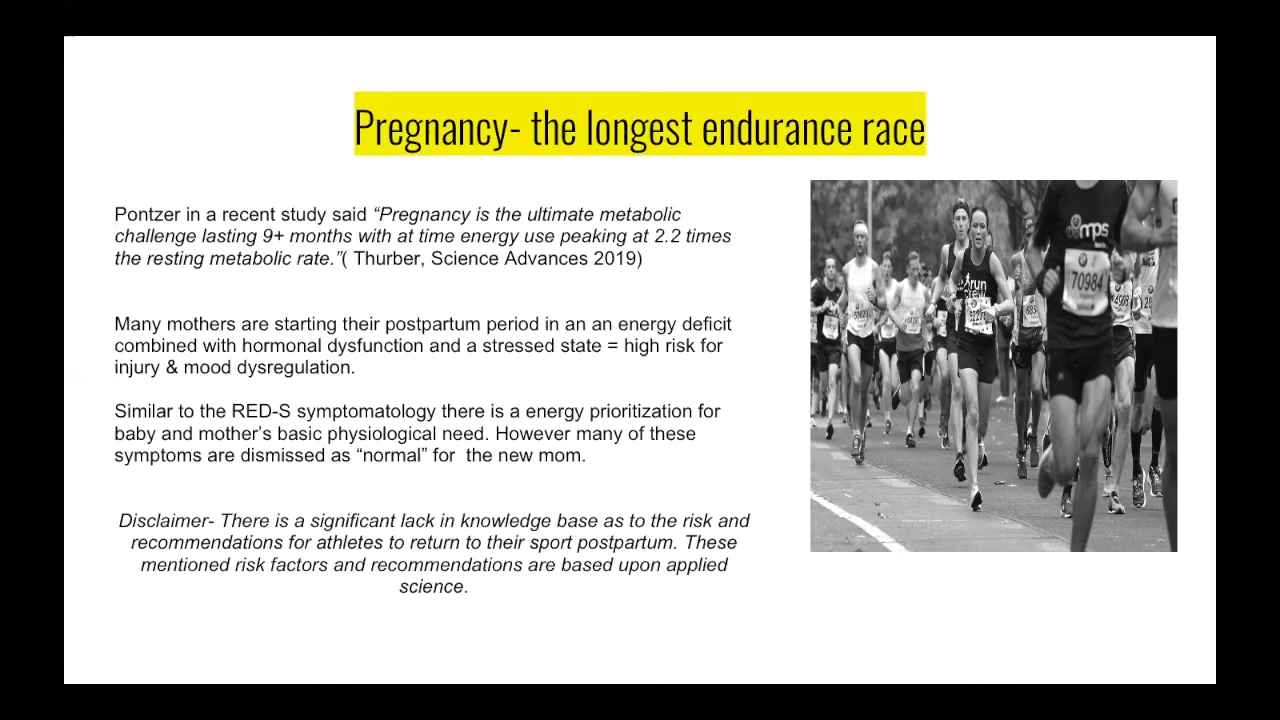 Pregnancy- the longest endurance race
Pontzer in a recent study said “Pregnancy is the ultimate metabolic
challenge lasting 9+ months with at time energy use peaking at 2.2 times
the resting metabolic rate.”( Thurber, Science Advances 2019)
Many mothers are starting their postpartum period in an an energy deficit
combined with hormonal dysfunction and a stressed state = high risk for
injury & mood dysregulation.
Similar to the RED-S symptomatology there is a energy prioritization for
baby and mother’s basic physiological need. However many of these
symptoms are dismissed as “normal” for  the new mom.
Disclaimer- There is a significant lack in knowledge base as to the risk and
recommendations for athletes to return to their sport postpartum. These
mentioned risk factors and recommendations are based upon applied
science.
mps
70984
run